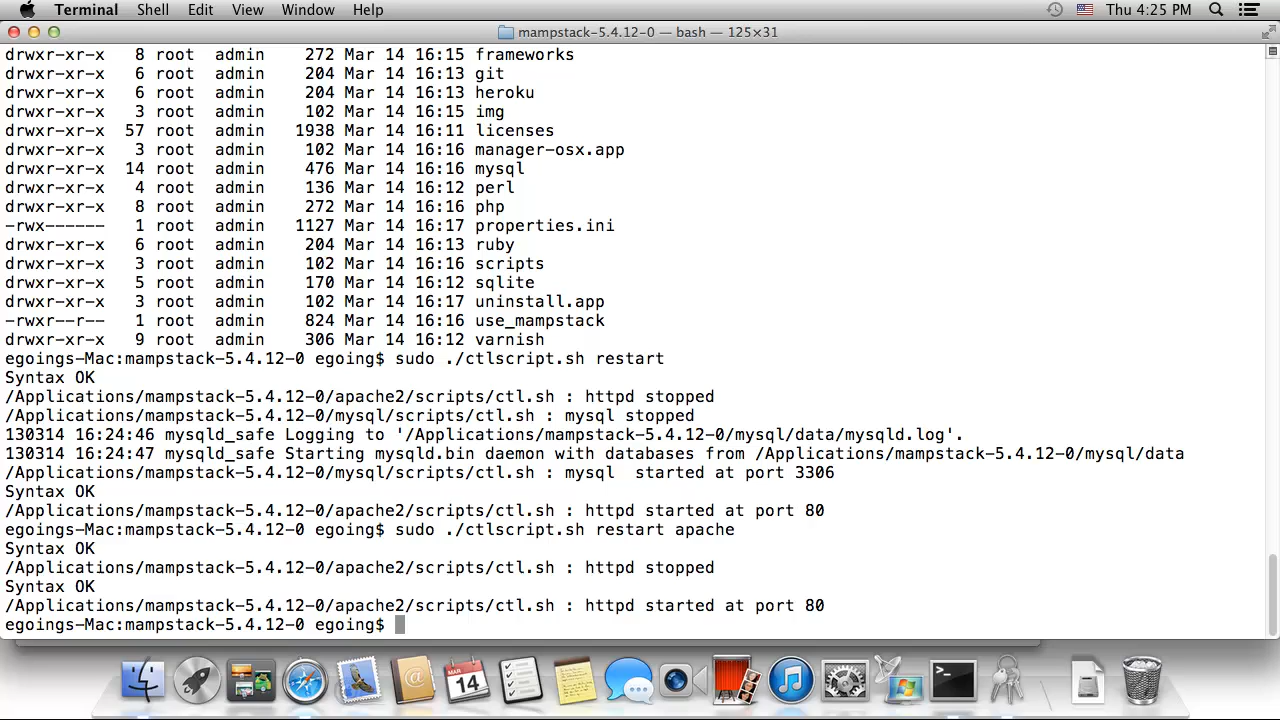 Terminal Shell Edit View Window Help Thu 4:25 PM
mampstack-5.4.12-0 — bash — 125×31
drwxr-xr-x 8 root admin 272 Mar 14 16:15 frameworks
drwxr-xr-x 6 root admin 204 Mar 14 16:13 git
drwxr-xr-x 6 root admin 204 Mar 14 16:13 heroku
drwxr-xr-x 3 root admin 102 Mar 14 16:15 img
drwxr-xr-x 57 root admin 1938 Mar 14 16:11 licenses
drwxr-xr-x 3 root admin 102 Mar 14 16:16 manager-osx.app
drwxr-xr-x 14 root admin 476 Mar 14 16:16 mysql
drwxr-xr-x 4 root admin 136 Mar 14 16:12 perl
drwxr-xr-x 8 root admin 272 Mar 14 16:16 php
-rwx------ 1 root admin 1127 Mar 14 16:17 properties.ini
drwxr-xr-x 6 root admin 204 Mar 14 16:13 ruby
drwxr-xr-x 3 root admin 102 Mar 14 16:16 scripts
drwxr-xr-x 5 root admin 170 Mar 14 16:12 sqlite
drwxr-xr-x 3 root admin 102 Mar 14 16:17 uninstall.app
-rwxr--r-- 1 root admin 824 Mar 14 16:16 use_mampstack
drwxr-xr-x 9 root admin 306 Mar 14 16:12 varnish
egoings-Mac:mampstack-5.4.12-0 egoing$ sudo ./ctlscript.sh restart
Syntax OK
/Applications/mampstack-5.4.12-0/apache2/scripts/ctl.sh : httpd stopped
/Applications/mampstack-5.4.12-0/mysql/scripts/ctl.sh : mysql stopped
130314 16:24:46 mysqld_safe Logging to '/Applications/mampstack-5.4.12-0/mysql/data/mysqld.log'.
130314 16:24:47 mysqld_safe Starting mysqld.bin daemon with databases from /Applications/mampstack-5.4.12-0/mysql/data
/Applications/mampstack-5.4.12-0/mysql/scripts/ctl.sh : mysql started at port 3306
Syntax OK
/Applications/mampstack-5.4.12-0/apache2/scripts/ctl.sh : httpd started at port 80
egoings-Mac:mampstack-5.4.12-0 egoing$ sudo ./ctlscript.sh restart apache
Syntax OK
/Applications/mampstack-5.4.12-0/apache2/scripts/ctl.sh : httpd stopped
Syntax OK
/Applications/mampstack-5.4.12-0/apache2/scripts/ctl.sh : httpd started at port 80
egoings-Mac:mampstack-5.4.12-0 egoing$
MAR
14